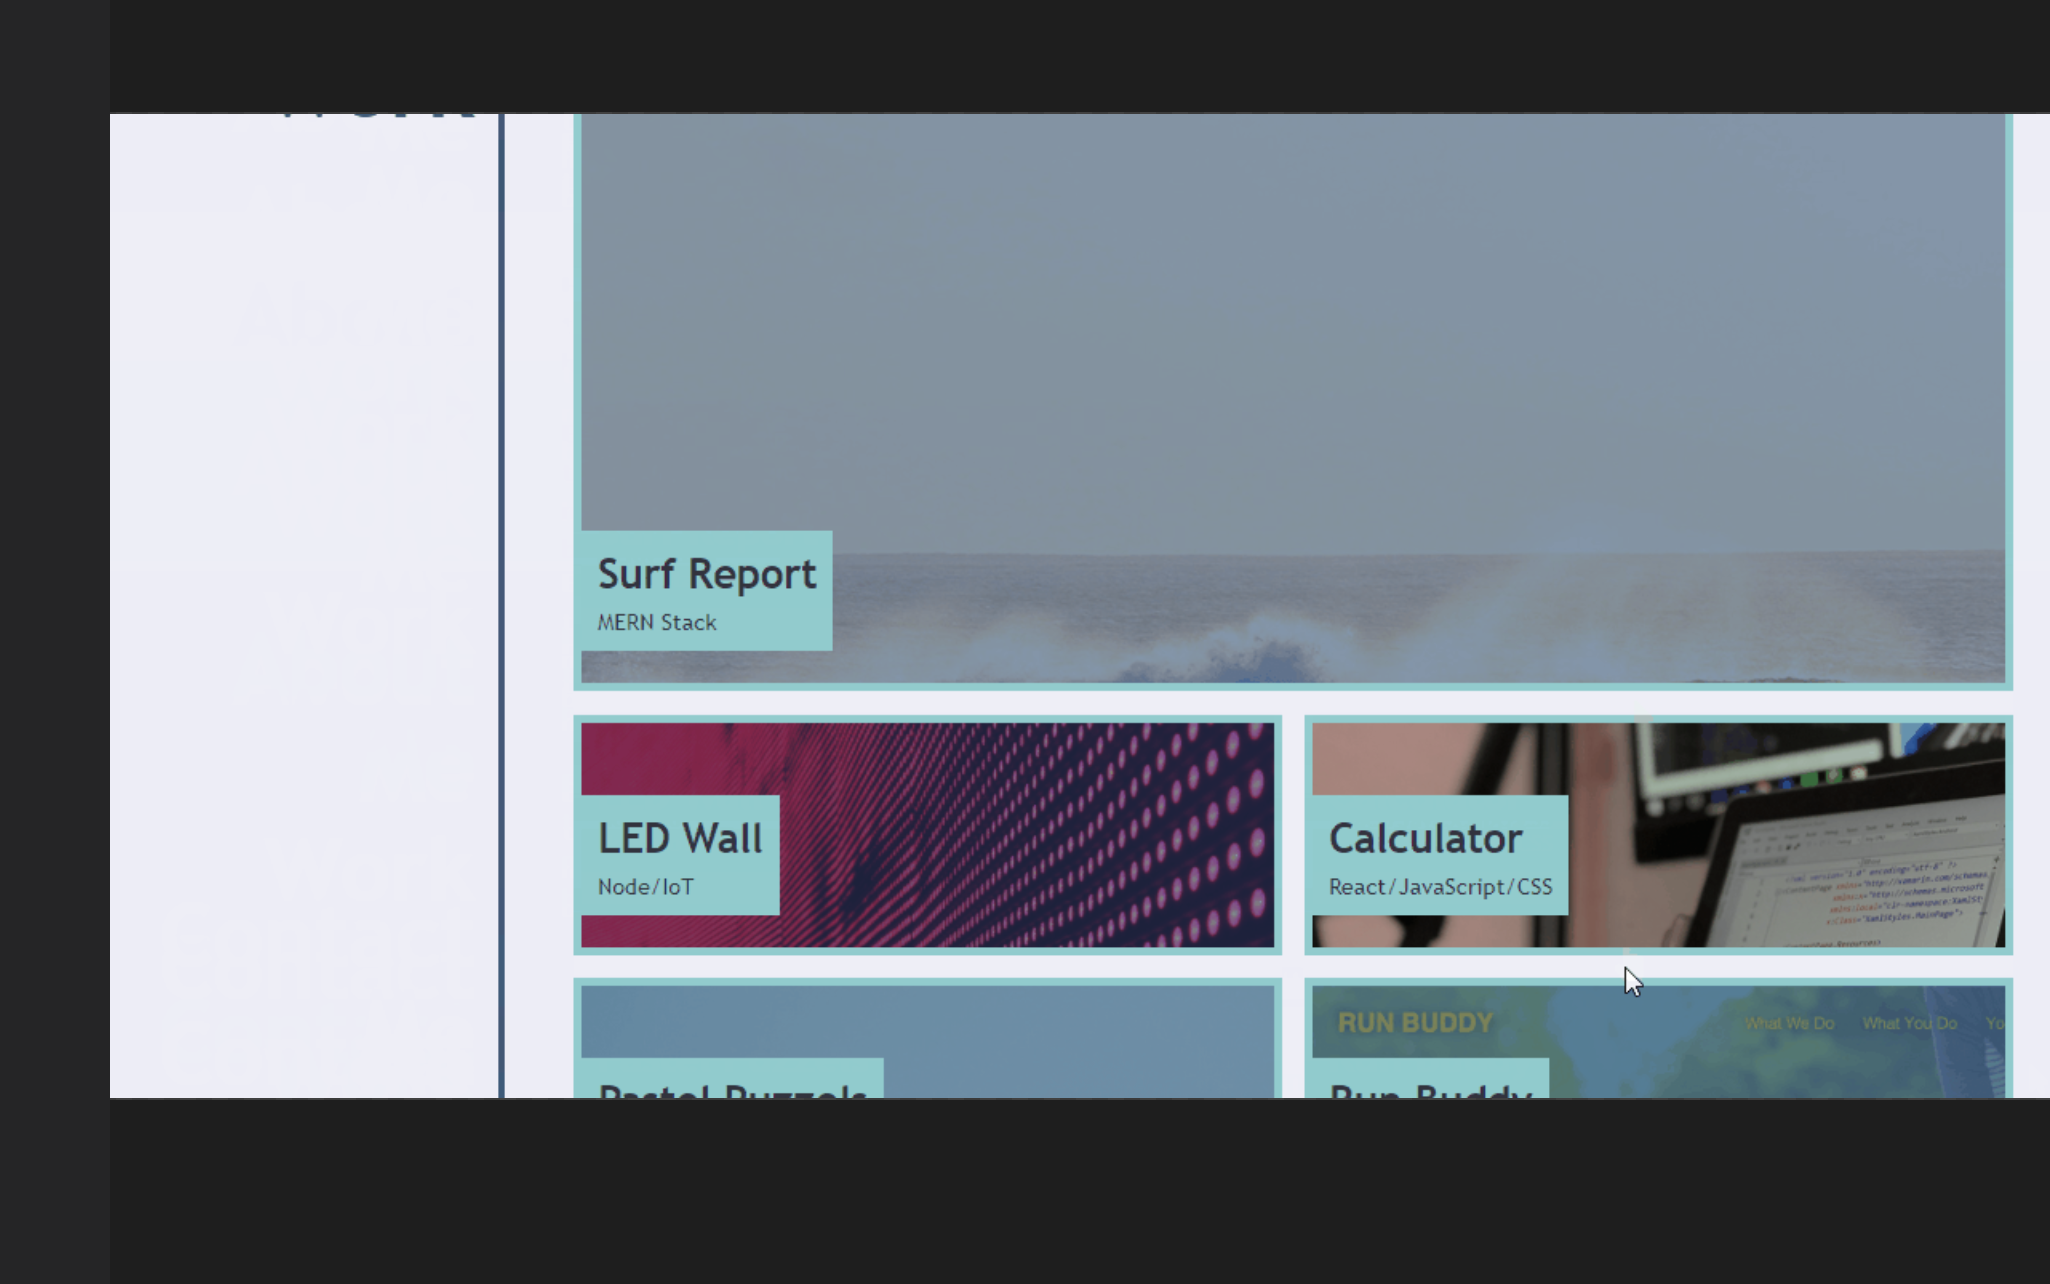 Work
Surf Report
MERN Stack
LED Wall
Node/IoT
Calculator
React/JavaScript/CSS
RUN BUDDY
What We Do
What You Do
Yo
Pastel Puzzels
Run Buddy